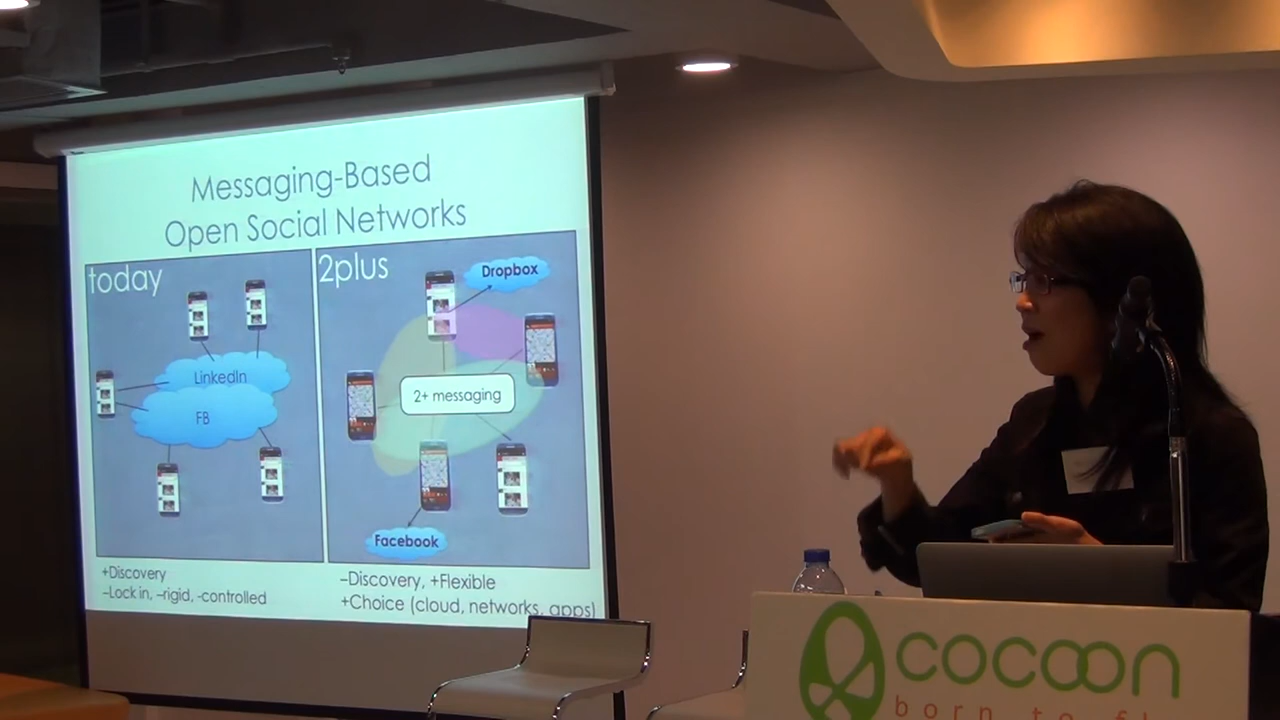 Messaging-Based
Open Social Networks
today
LinkedIn
FB
+Discovery
–Lock in, –rigid, -controlled
2plus
Dropbox
2+ messaging
Facebook
–Discovery, +Flexible
+Choice (cloud, networks, apps)
cocoon
born to